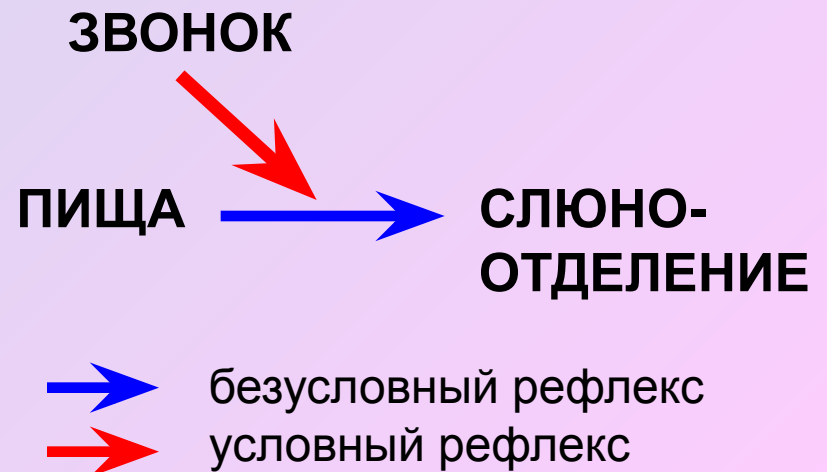 ЗВОНОК
ПИЩА
СЛЮНО-
ОТДЕЛЕНИЕ
безусловный рефлекс
условный рефлекс